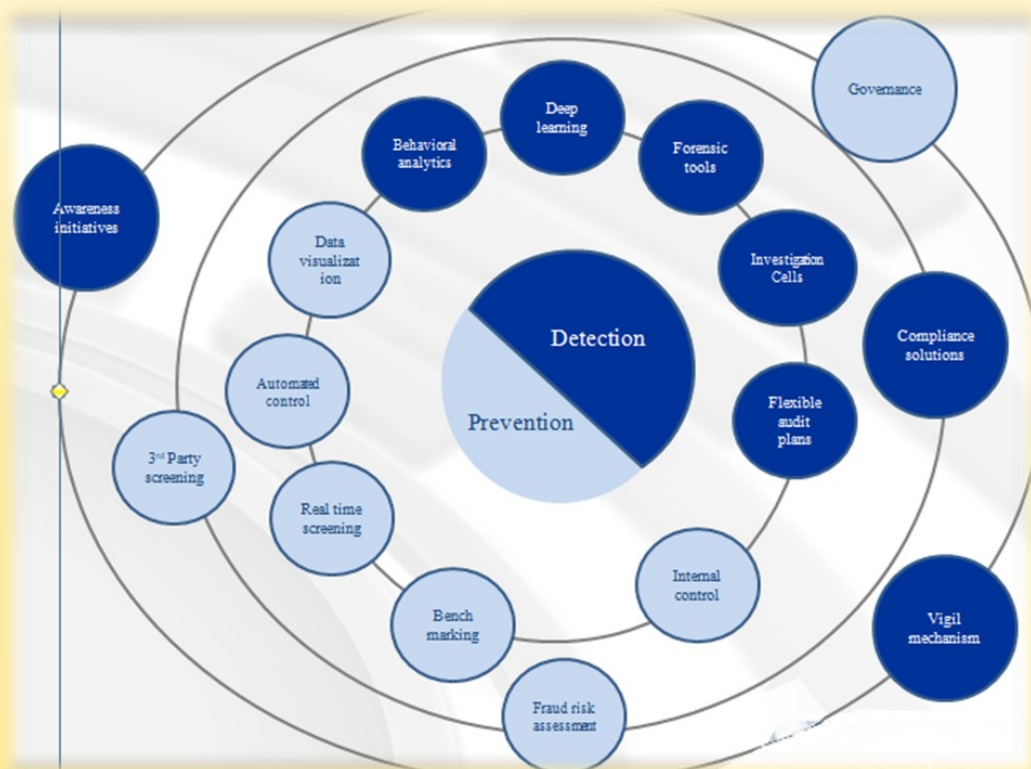 Governance
Deep
learning
Behavioral
analytics
Forensic
tools
Awareness
initiatives
Data
visualizat
ion
Investigation
Cells
Detection
Compliance
solutions
Automated
control
Prevention
Flexible
audit
plans
3rd Party
screening
Real time
screening
Internal
control
Bench
marking
Vigil
mechanism
Fraud risk
assessment